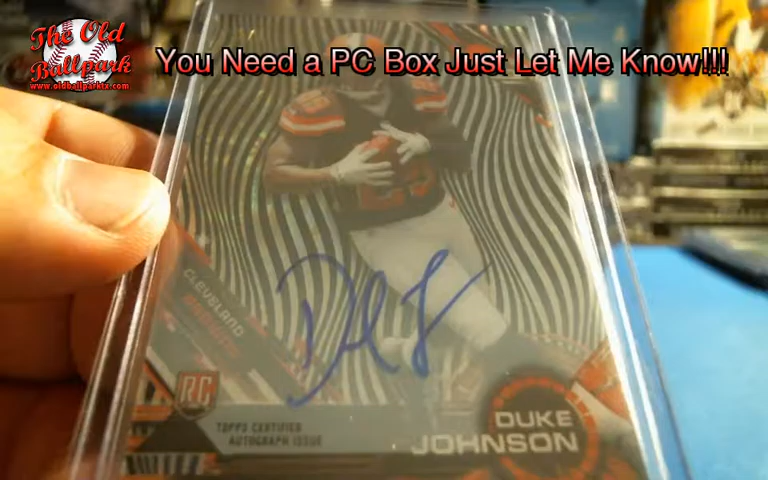 The Old
Ballpark
www.oldballparktx.com
You Need a PC Box Just Let Me Know!!!
CLEVELAND
BROWNS
RC
TOPPS CERTIFIED
AUTOGRAPH ISSUE
DUKE
JOHNSON